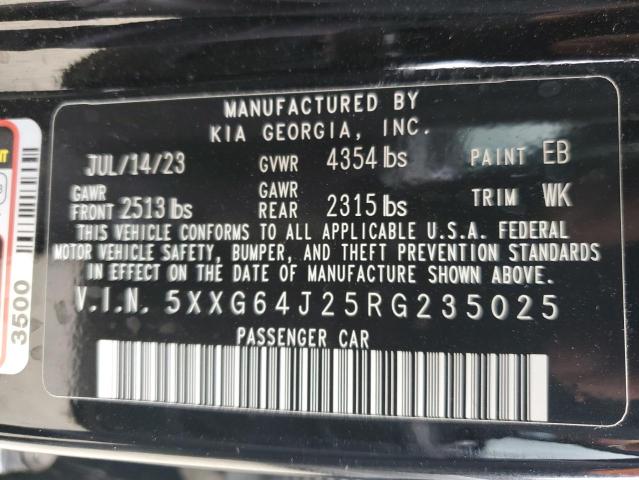 MANUFACTURED BY
KIA GEORGIA, INC.
JUL/14/23 GVWR 4354 lbs PAINT EB
GAWR FRONT 2513 lbs GAWR REAR 2315 lbs TRIM WK
THIS VEHICLE CONFORMS TO ALL APPLICABLE U.S.A. FEDERAL
MOTOR VEHICLE SAFETY, BUMPER, AND THEFT PREVENTION STANDARDS
IN EFFECT ON THE DATE OF MANUFACTURE SHOWN ABOVE.
V.I.N. 5XXG64J25RG235025
PASSENGER CAR
3500